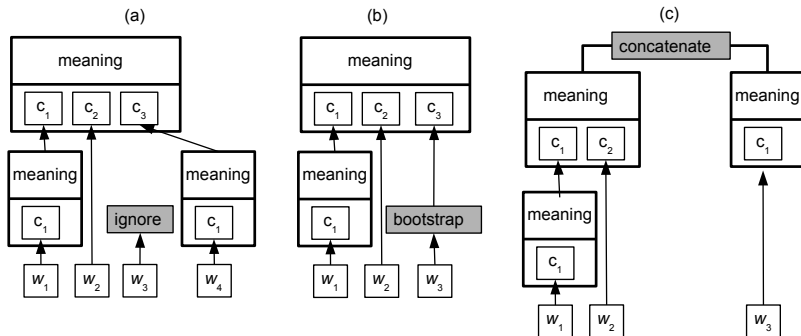 (a)
meaning
c1 c2 c3
meaning
meaning
c1
ignore
c1
w1 w2 w3 w4
(b)
meaning
c1 c2 c3
meaning
c1
bootstrap
w1 w2 w3
(c)
concatenate
meaning
meaning
c1 c2
c1
meaning
c1
w1 w2 w3